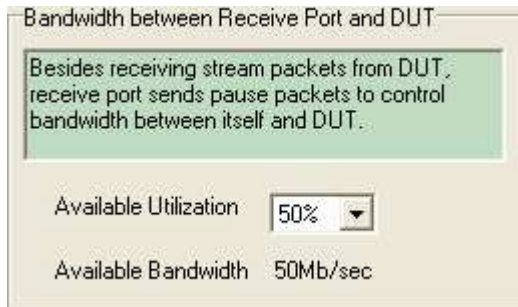 Bandwidth between Receive Port and DUT
Besides receiving stream packets from DUT,
receive port sends pause packets to control
bandwidth between itself and DUT.
Available Utilization 50%
Available Bandwidth 50Mb/sec